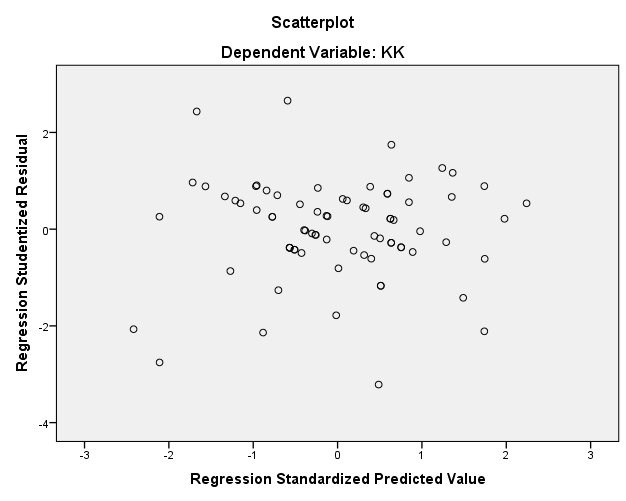 Scatterplot
Dependent Variable: KK
Regression Studentized Residual
2
0
-2
-4
-3
-2
-1
0
1
2
3
Regression Standardized Predicted Value